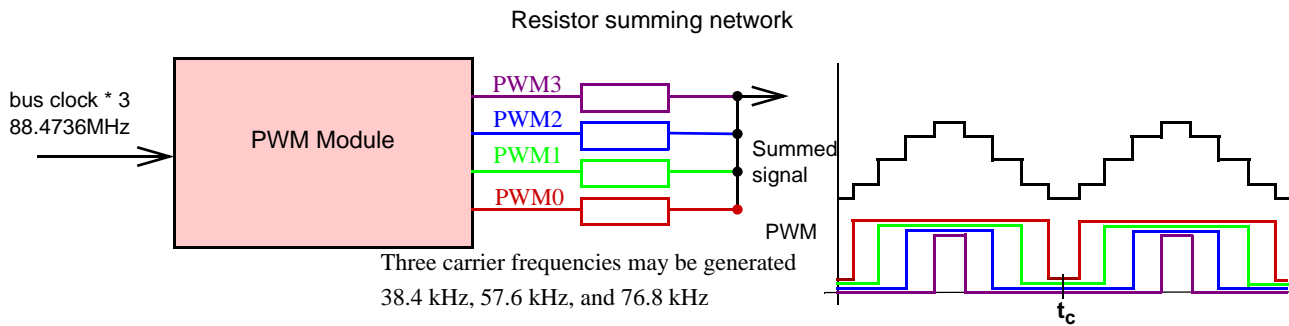 Resistor summing network
bus clock * 3
88.4736MHz
PWM Module
PWM3
PWM2
PWM1
PWM0
Summed
signal
PWM
Three carrier frequencies may be generated
38.4 kHz, 57.6 kHz, and 76.8 kHz
tc